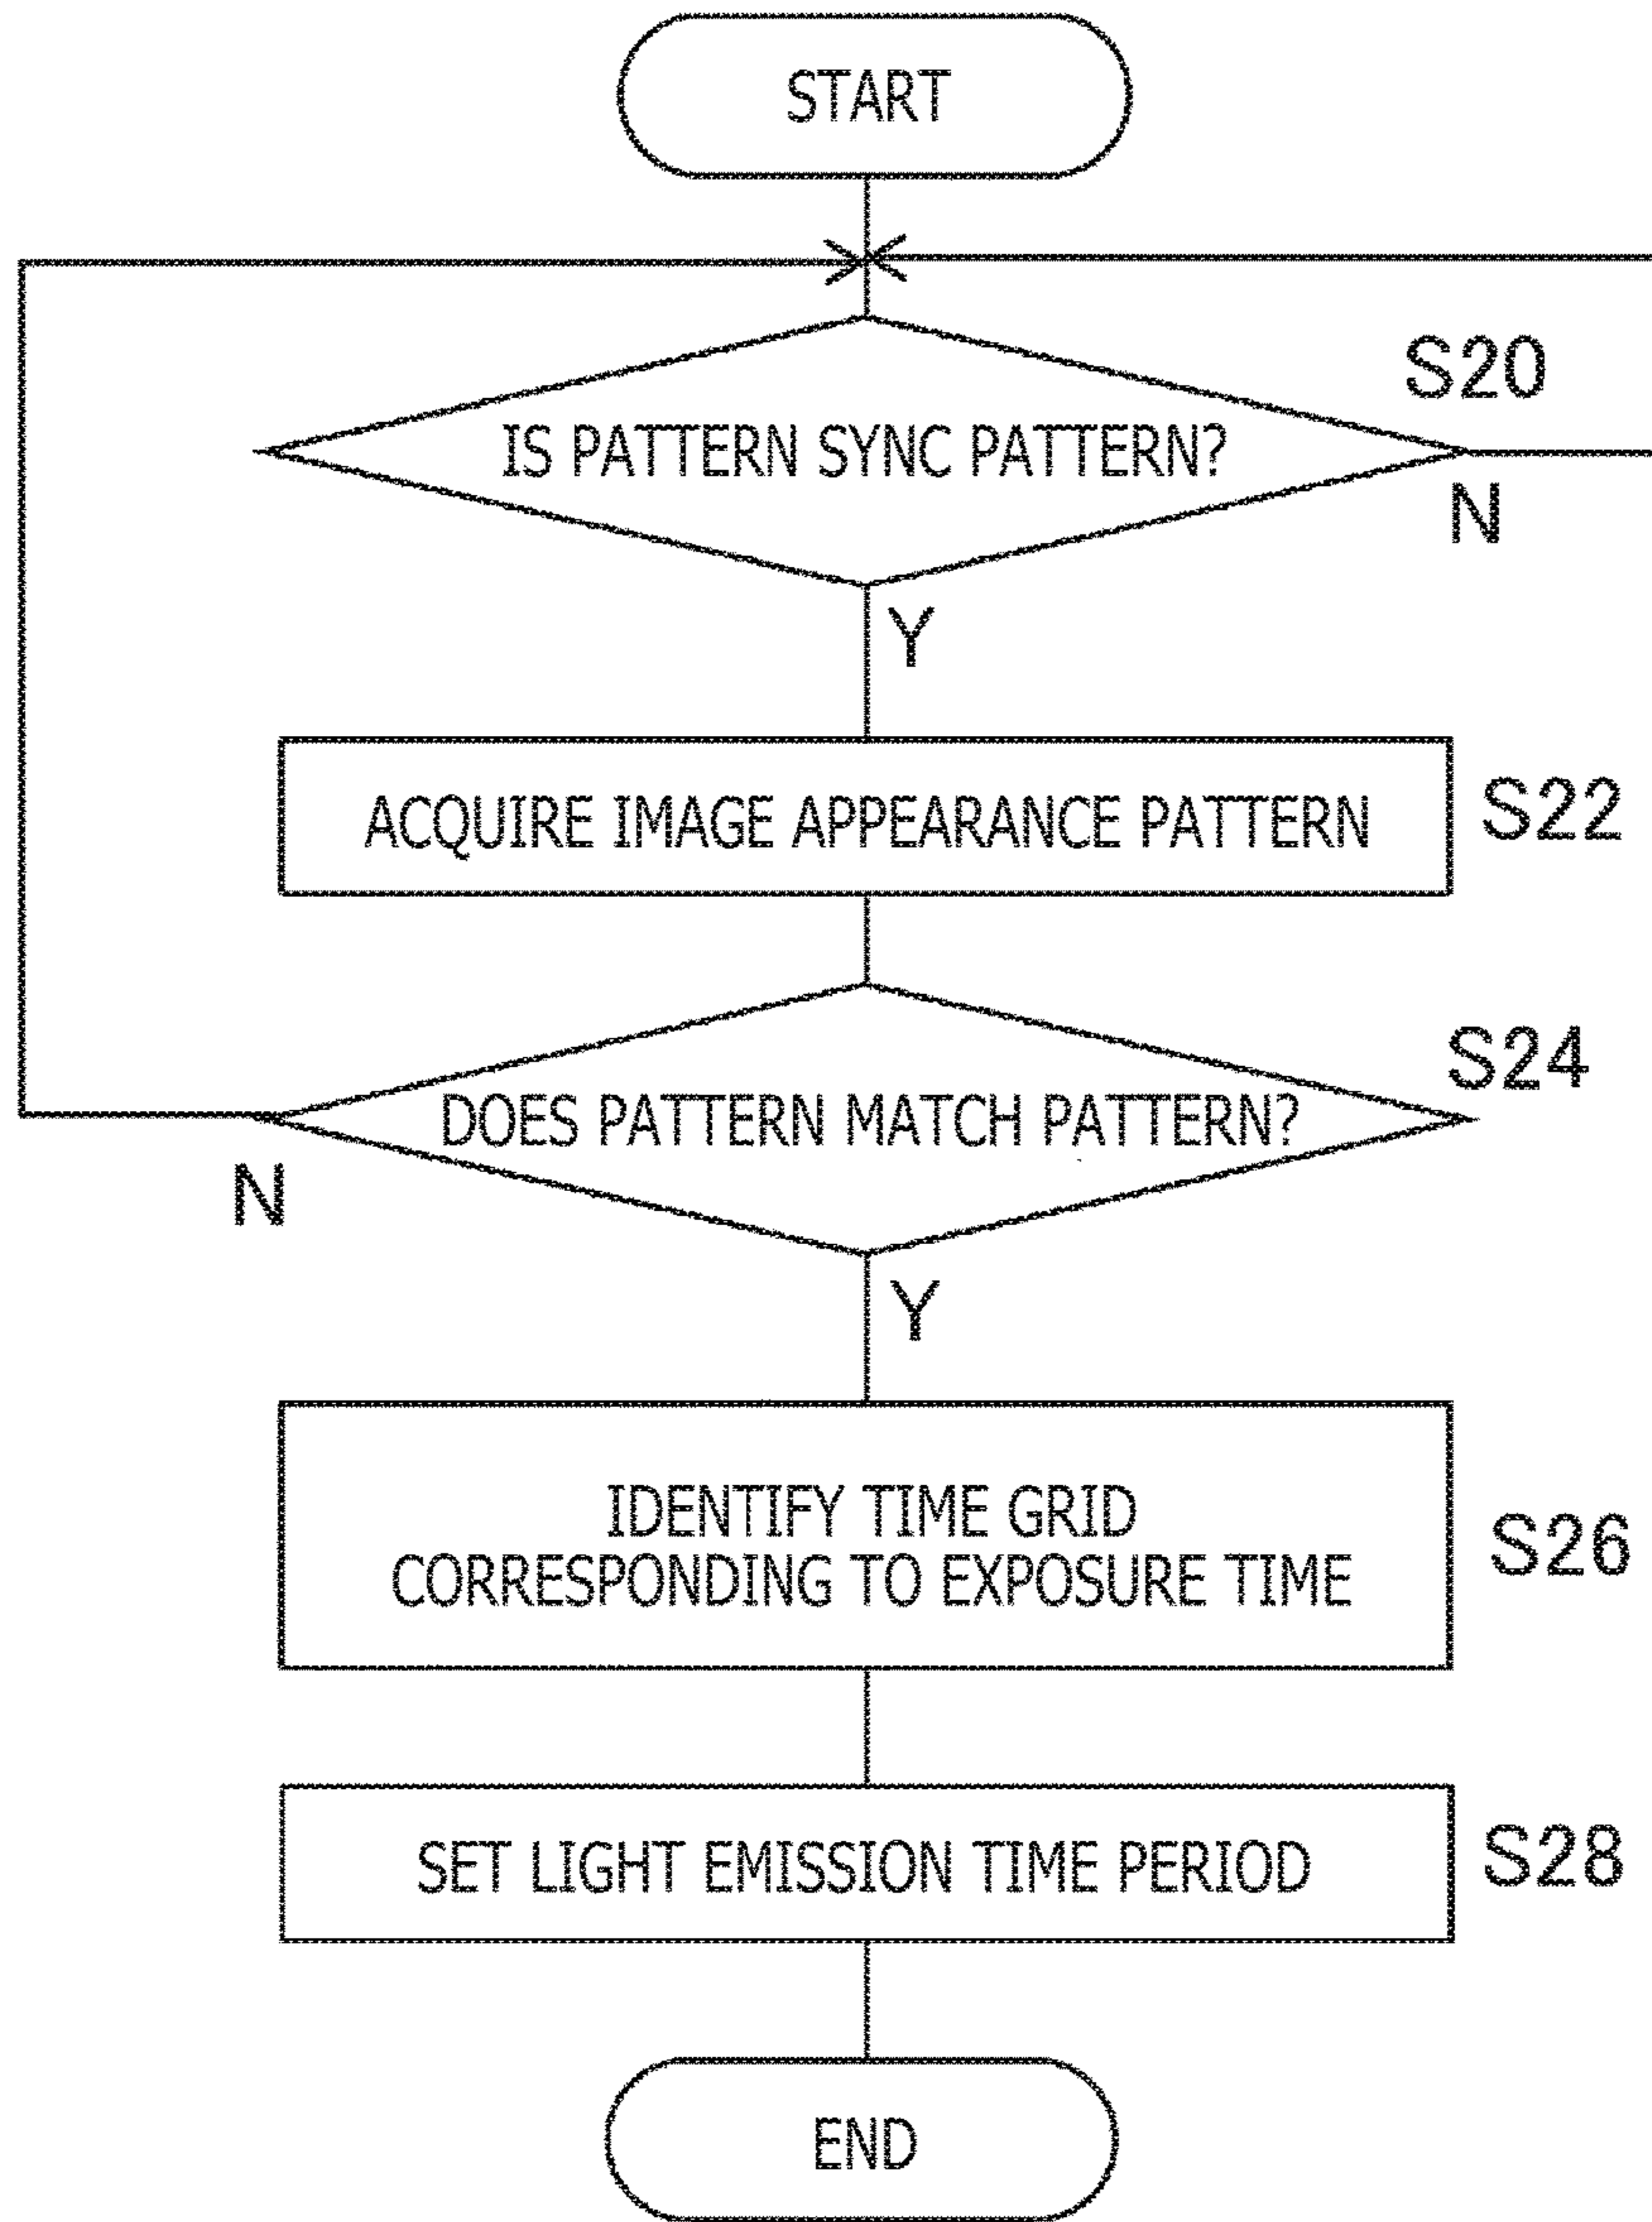 START
S20
IS PATTERN SYNC PATTERN?
N
Y
ACQUIRE IMAGE APPEARANCE PATTERN
S22
S24
DOES PATTERN MATCH PATTERN?
N
Y
IDENTIFY TIME GRID
CORRESPONDING TO EXPOSURE TIME
S26
SET LIGHT EMISSION TIME PERIOD
S28
END